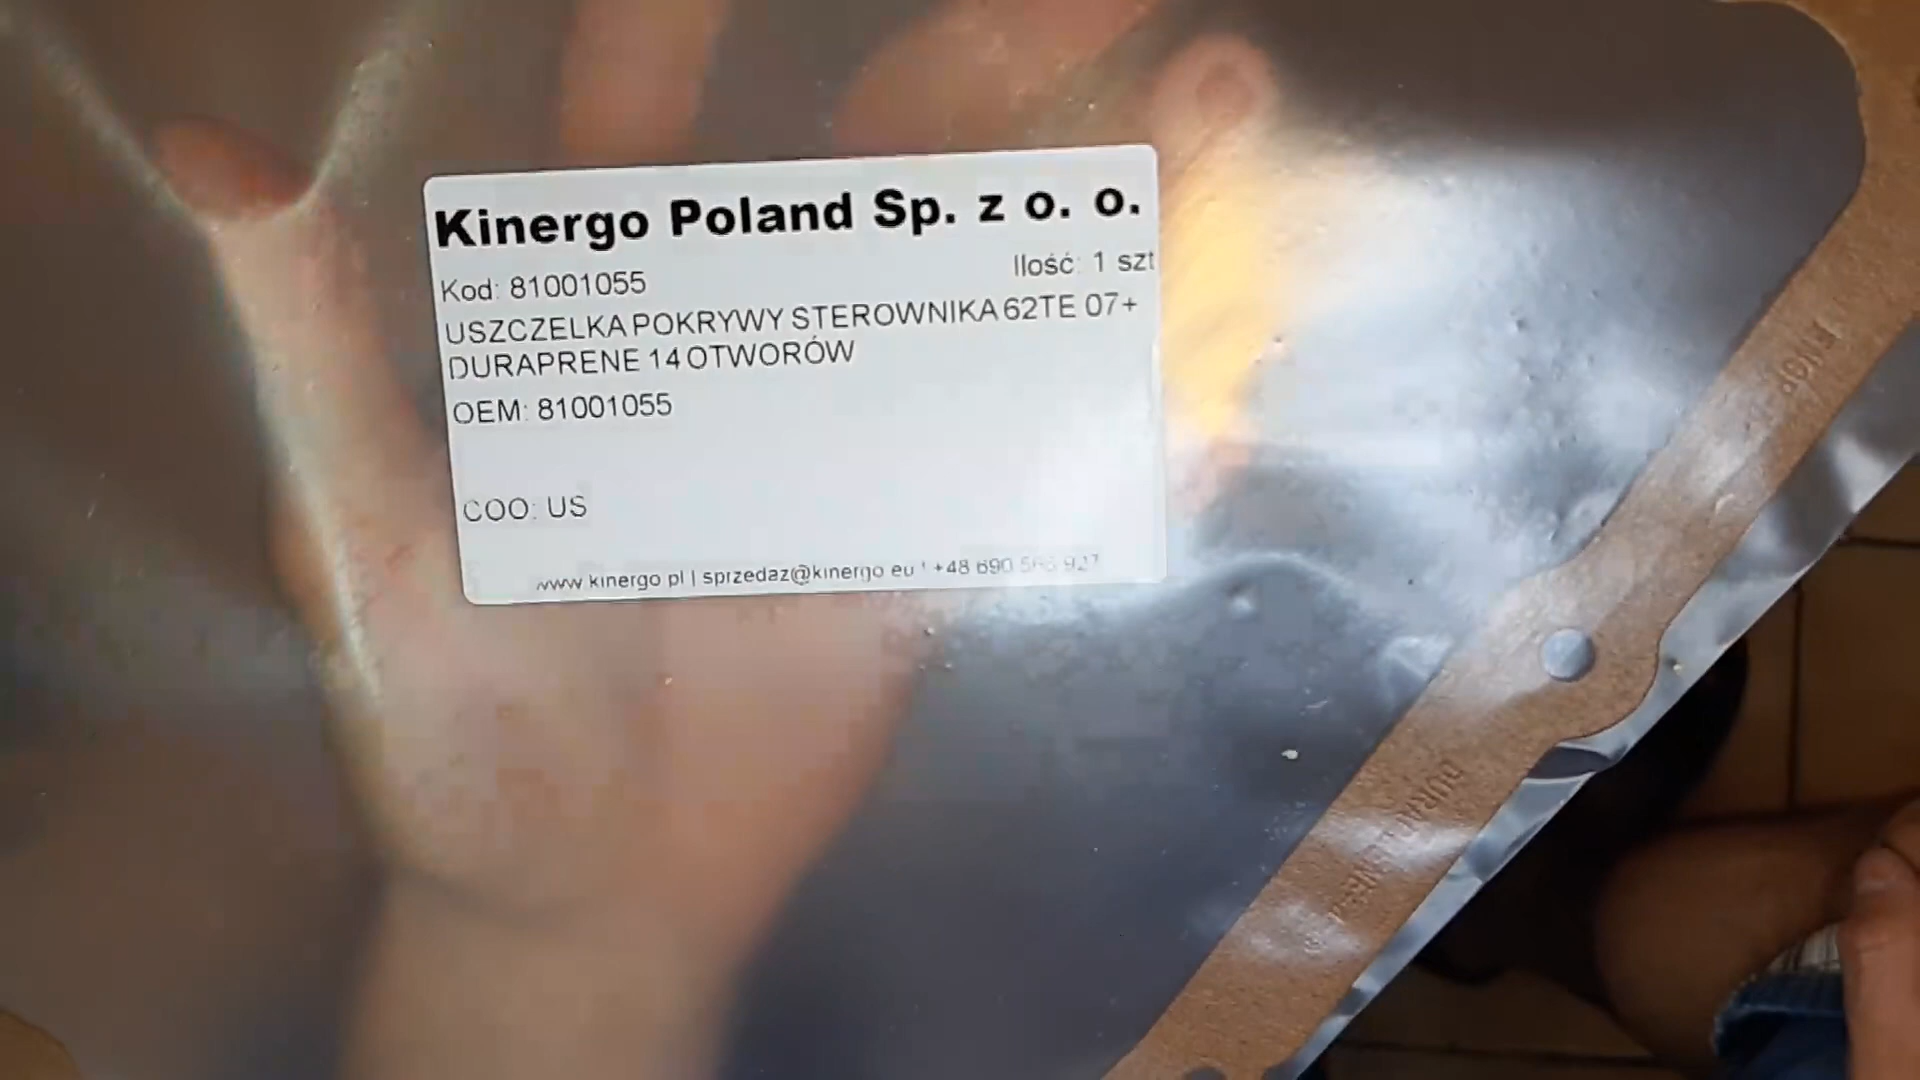 Kinergo Poland Sp. z o. o.
Kod: 81001055
Ilość: 1 szt
USZCZELKA POKRYWY STEROWNIKA 62TE 07+
DURAPRENE 14 OTWORÓW
OEM: 81001055
COO: US
www.kinergo.pl | sprzedaz@kinergo.eu | +48 690